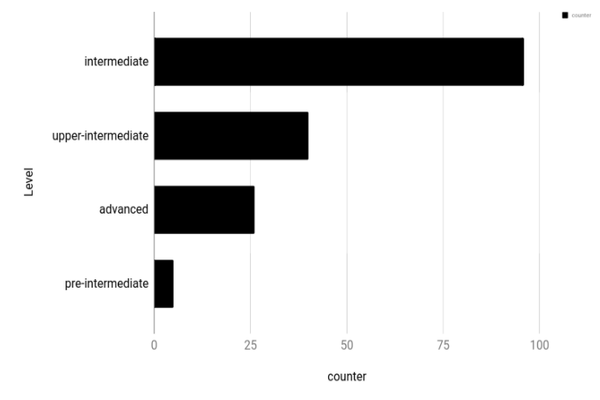 counter
intermediate
upper-intermediate
advanced
pre-intermediate
Level
0 25 50 75 100
counter